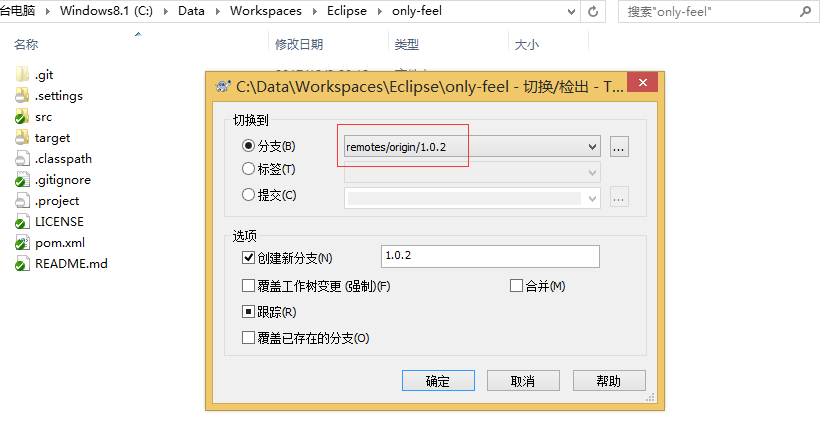 台电脑 Windows8.1 (C:) Data Workspaces Eclipse only-feel 搜索"only-feel"
名称 修改日期 类型 大小
.git
.settings
src
target
.classpath
.gitignore
.project
LICENSE
pom.xml
README.md
C:\Data\Workspaces\Eclipse\only-feel - 切换/检出 - T...
切换到
分支(B) remotes/origin/1.0.2 ...
标签(T)
提交(C) ...
选项
创建新分支(N) 1.0.2
覆盖工作树变更 (强制)(F) 合并(M)
跟踪(R)
覆盖已存在的分支(O)
确定 取消 帮助